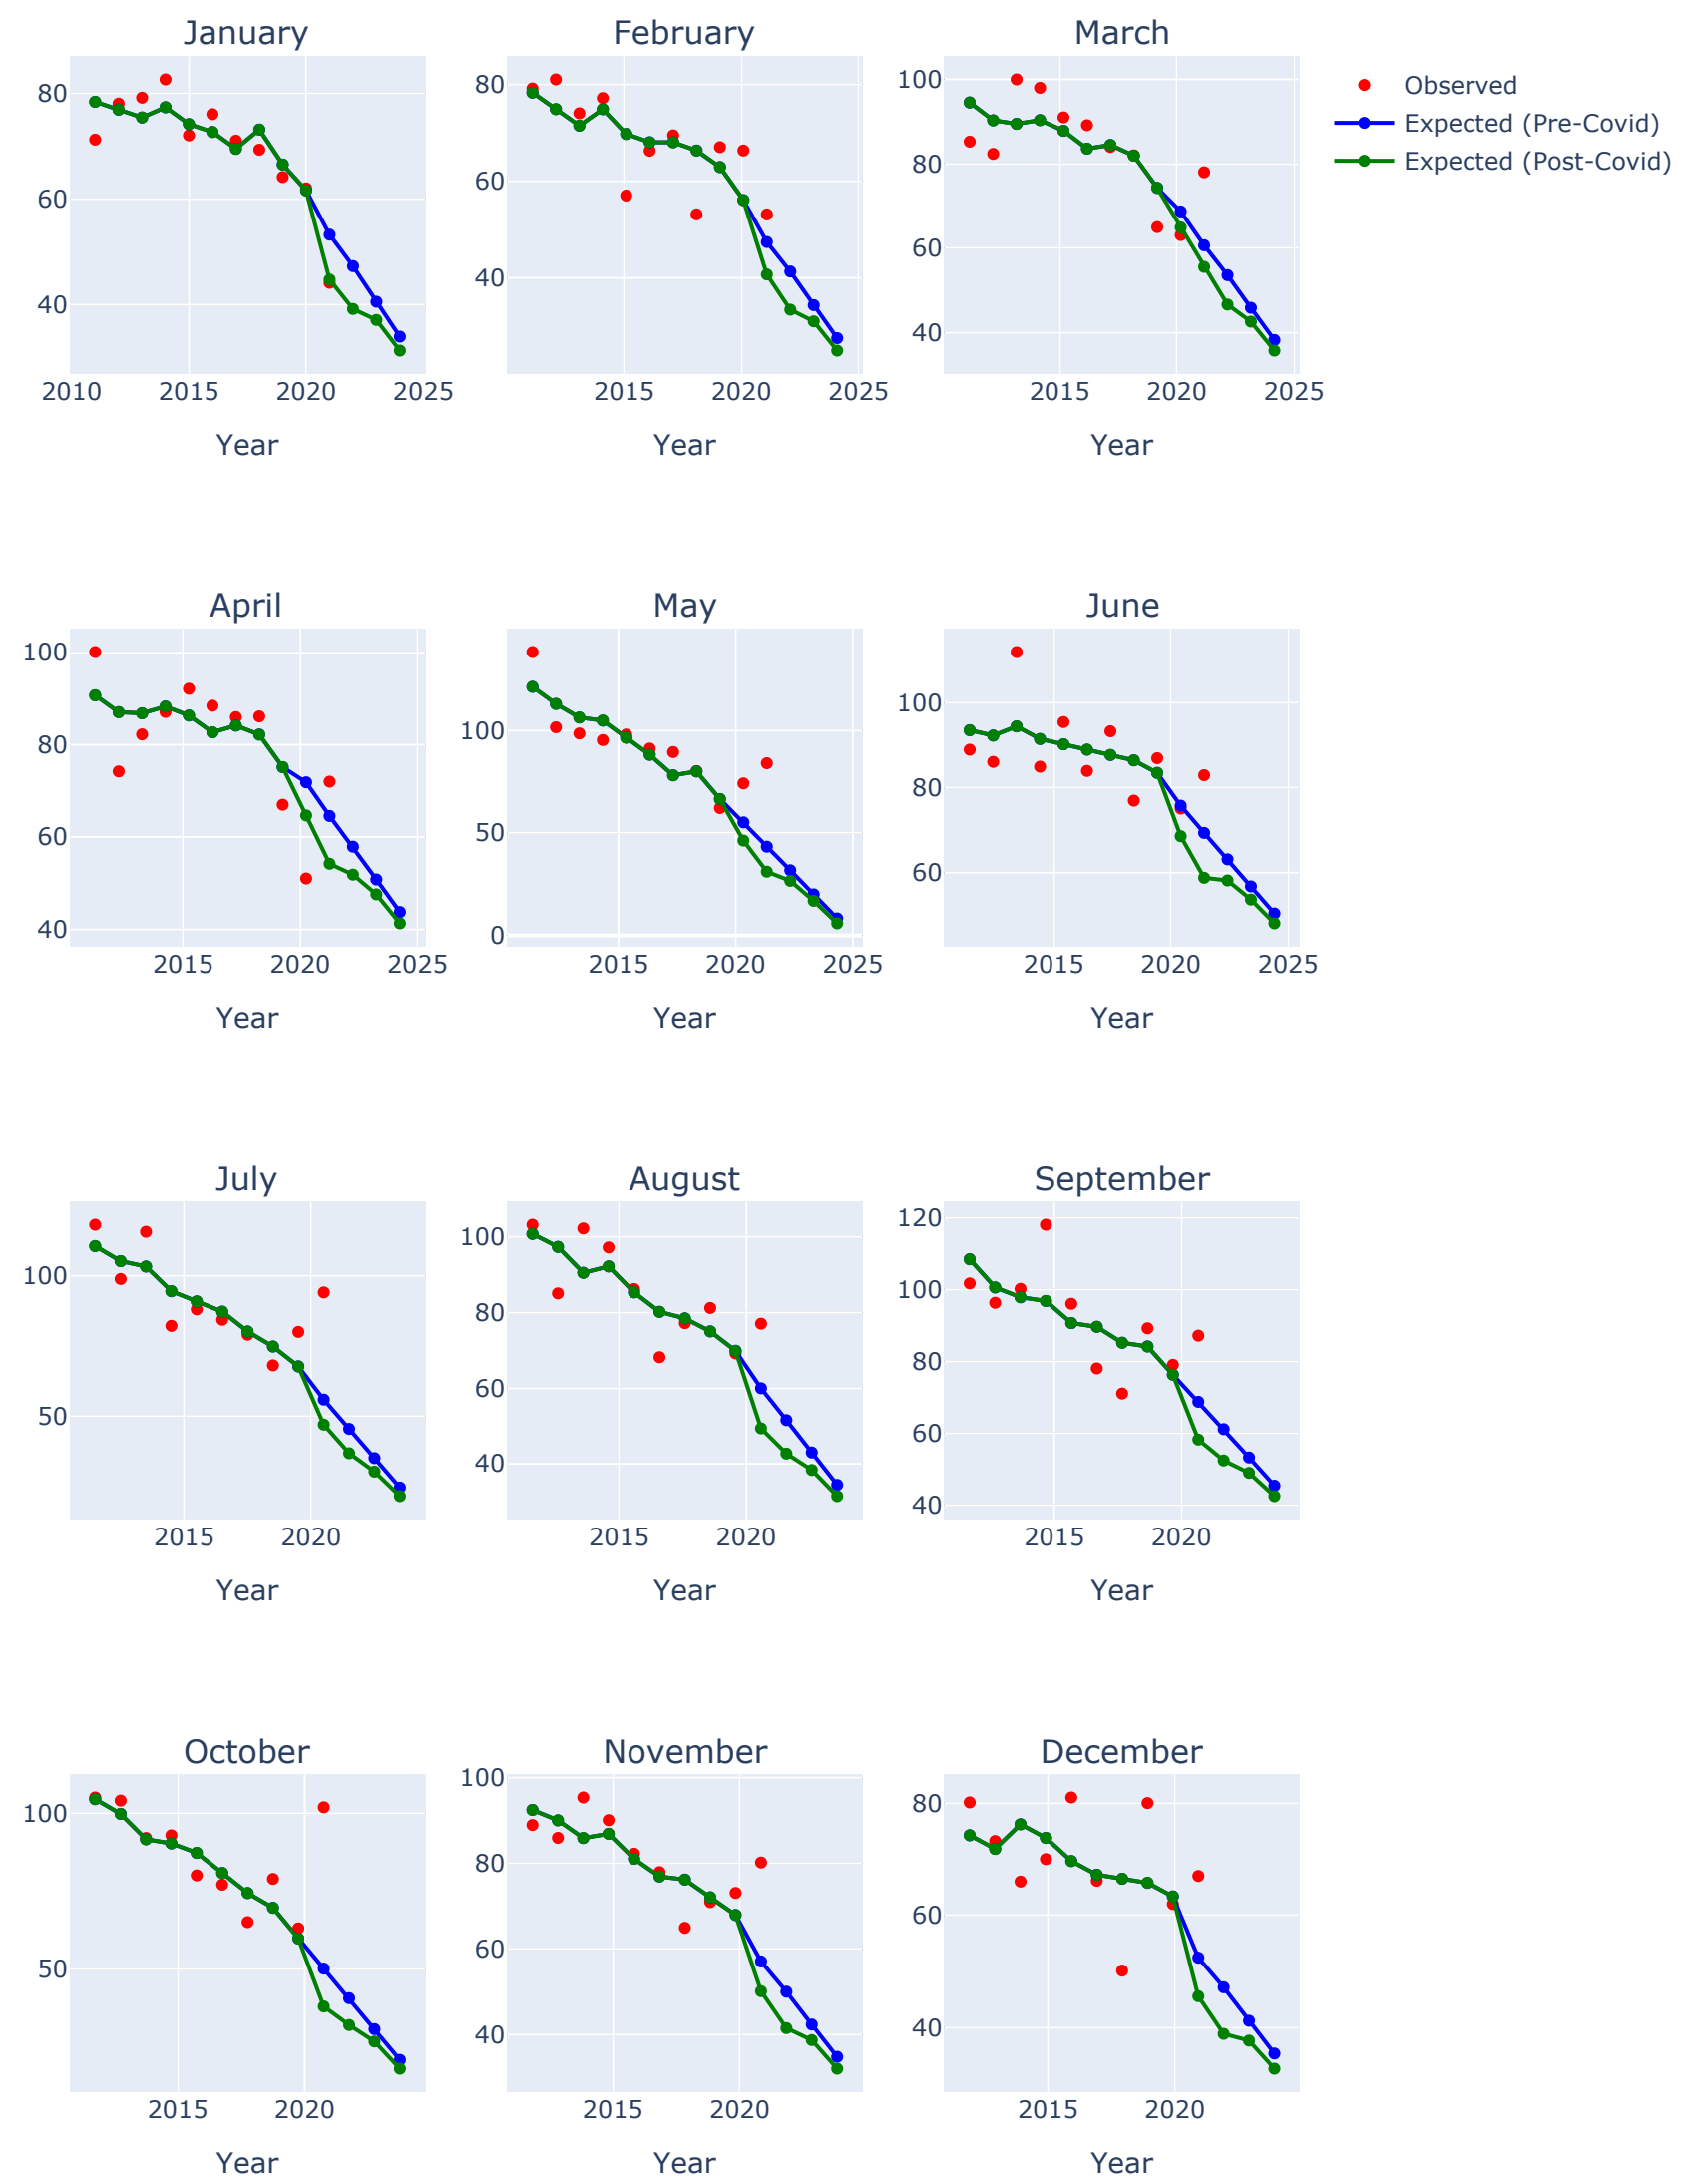 January
February
March
Observed
Expected (Pre-Covid)
Expected (Post-Covid)
80
60
40
2010
2015
2020
2025
Year
80
60
40
2015
2020
2025
Year
100
80
60
40
2015
2020
2025
Year
April
May
June
100
80
60
40
2015
2020
2025
Year
100
50
0
2015
2020
2025
Year
100
80
60
2015
2020
2025
Year
July
August
September
100
50
2015
2020
Year
100
80
60
40
2015
2020
Year
120
100
80
60
40
2015
2020
Year
October
November
December
100
50
2015
2020
Year
100
80
60
40
2015
2020
Year
80
60
40
2015
2020
Year